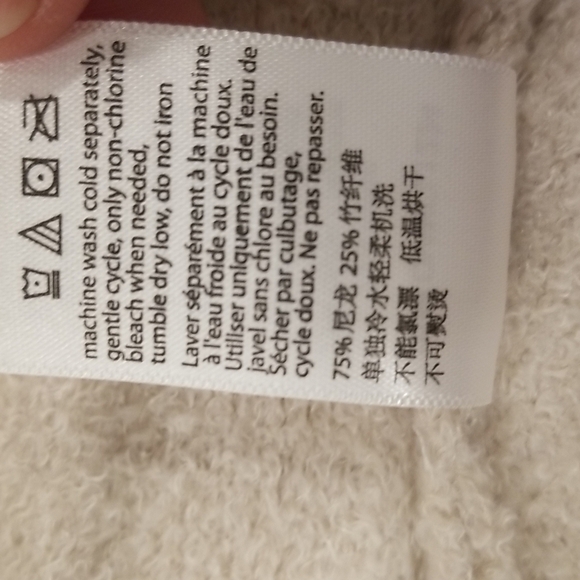 machine wash cold separately,
gentle cycle, only non-chlorine
bleach when needed,
tumble dry low, do not iron
Laver séparément à la machine
à l'eau froide au cycle doux.
Utiliser uniquement de l'eau de
javel sans chlore au besoin.
Sécher par culbutage,
cycle doux. Ne pas repasser.
75%尼龙 25%竹纤维
单独冷水轻柔机洗
不能氯漂 低温烘干
不可熨烫